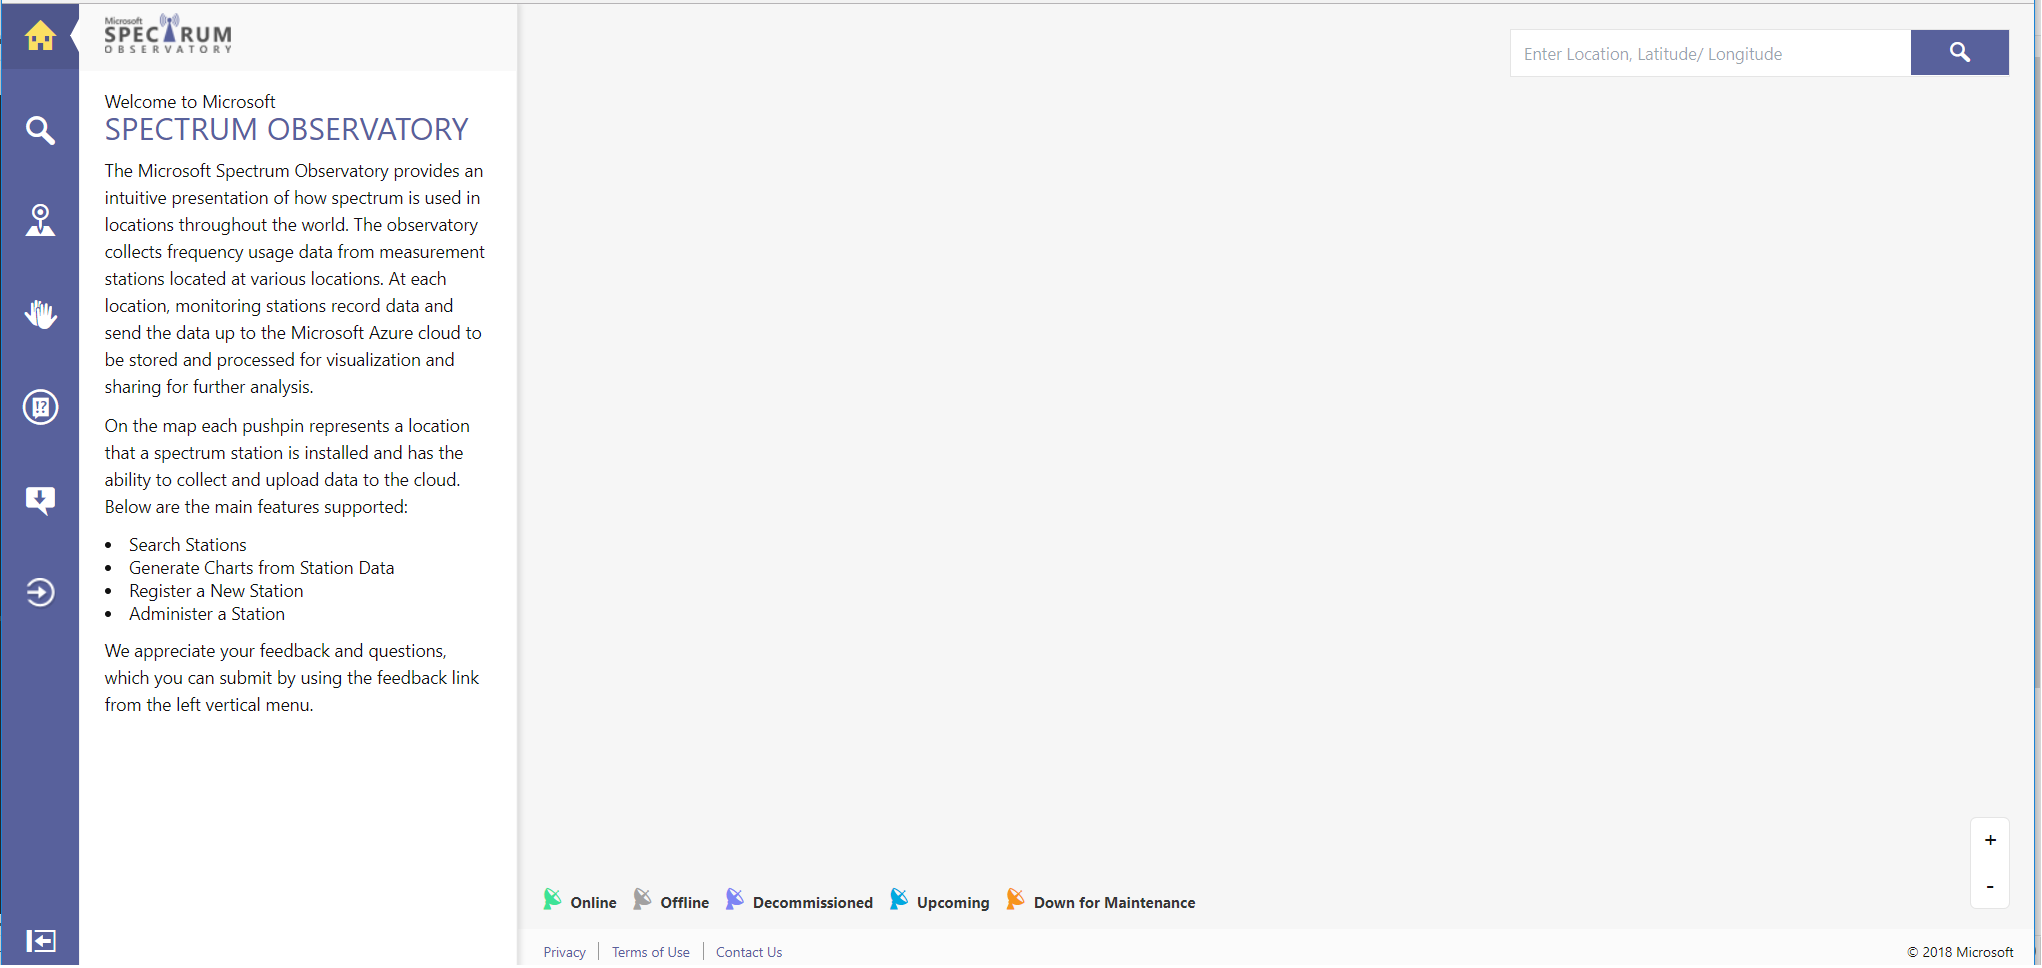 Microsoft
SPECTRUM
OBSERVATORY
Welcome to Microsoft
SPECTRUM OBSERVATORY
The Microsoft Spectrum Observatory provides an
intuitive presentation of how spectrum is used in
locations throughout the world. The observatory
collects frequency usage data from measurement
stations located at various locations. At each
location, monitoring stations record data and
send the data up to the Microsoft Azure cloud to
be stored and processed for visualization and
sharing for further analysis.
On the map each pushpin represents a location
that a spectrum station is installed and has the
ability to collect and upload data to the cloud.
Below are the main features supported:
• Search Stations
• Generate Charts from Station Data
• Register a New Station
• Administer a Station
We appreciate your feedback and questions,
which you can submit by using the feedback link
from the left vertical menu.
Enter Location, Latitude/ Longitude
+
-
Online Offline Decommissioned Upcoming Down for Maintenance
Privacy Terms of Use Contact Us © 2018 Microsoft